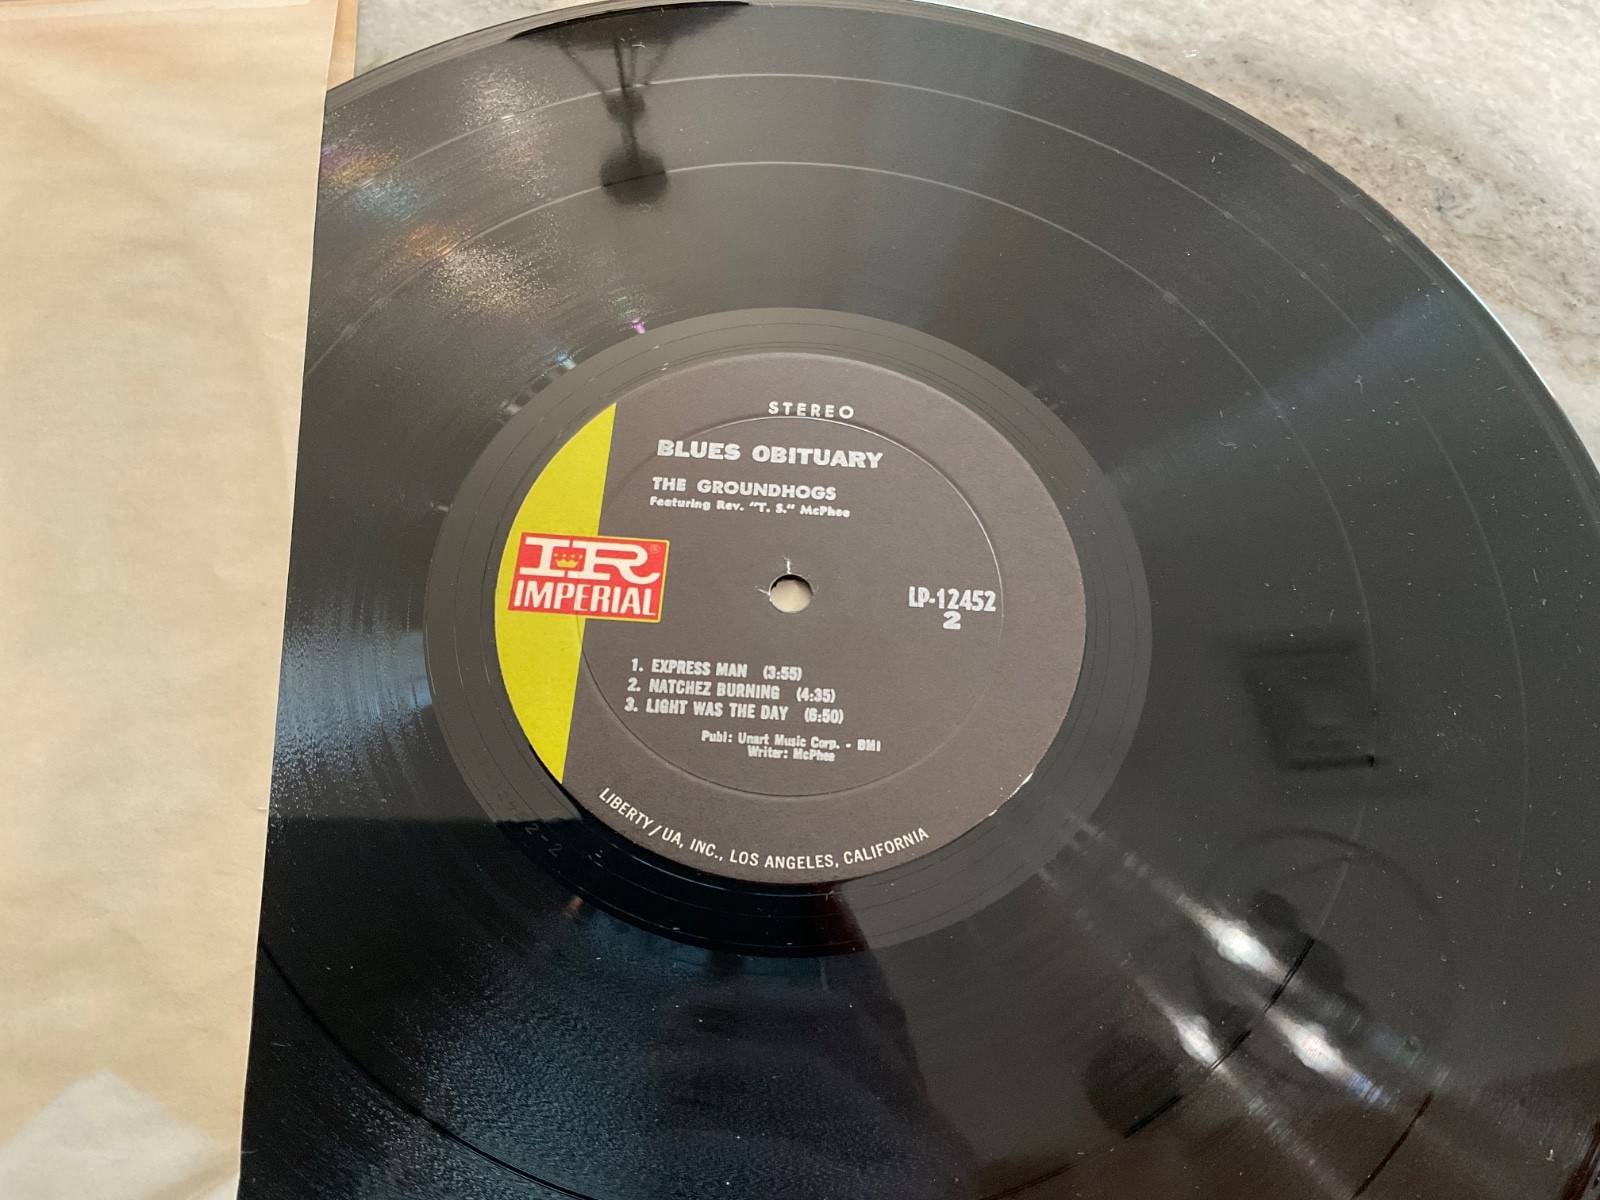 STEREO
BLUES OBITUARY
THE GROUNDHOGS
Featuring Rev. "T. S." McPhee
IR®
IMPERIAL
LP-12452
2
1. EXPRESS MAN (3:55)
2. NATCHEZ BURNING (4:35)
3. LIGHT WAS THE DAY (6:50)
Publ: Unart Music Corp. - BMI
Writer: McPhee
LIBERTY/UA, INC., LOS ANGELES, CALIFORNIA